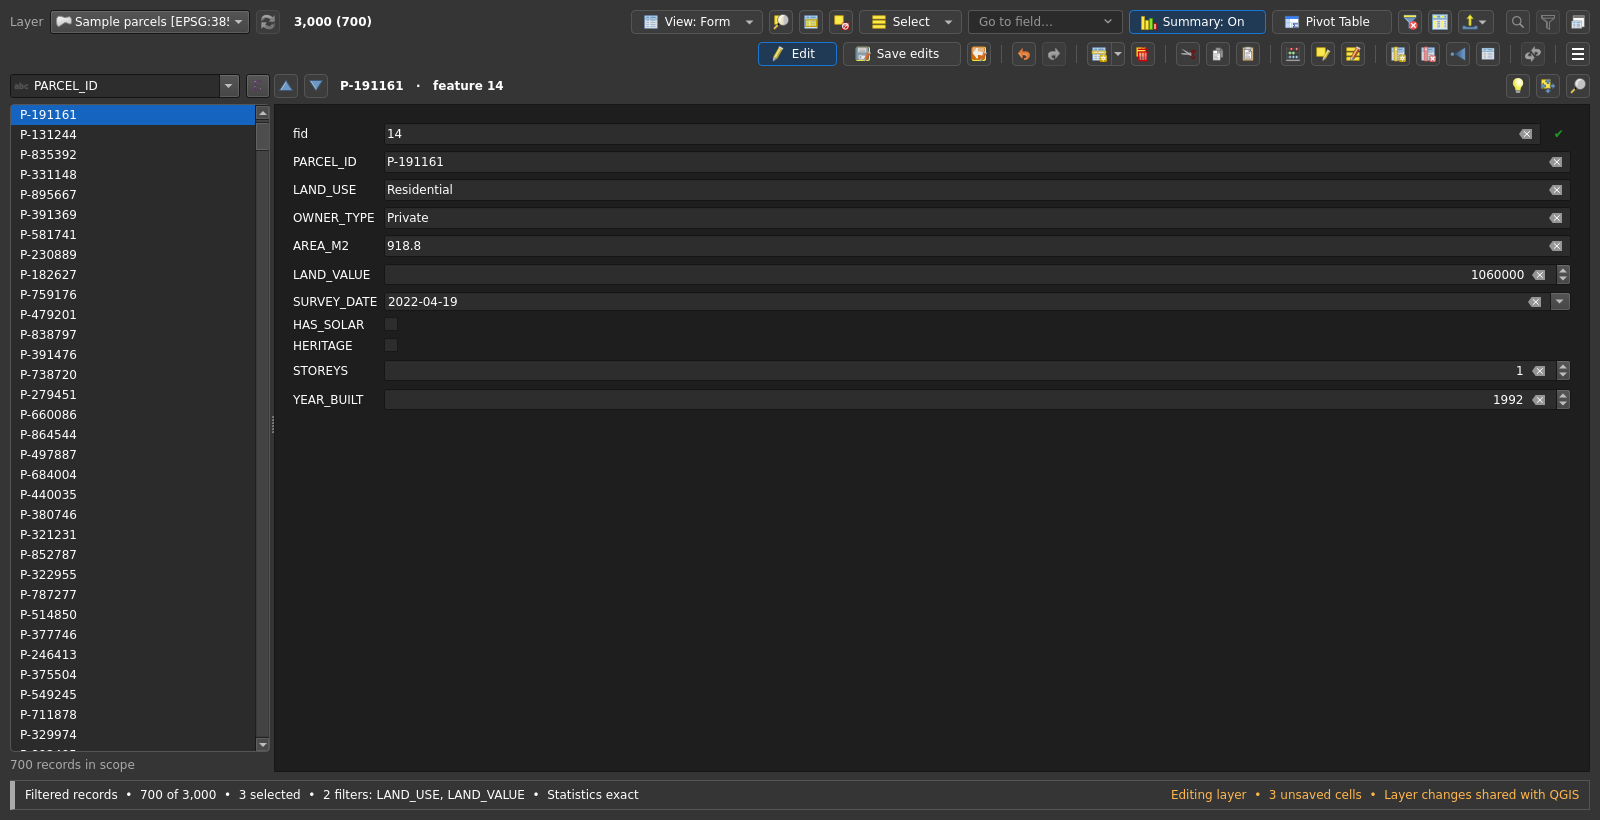 Layer Sample parcels [EPSG:385 3,000 (700) View: Form Select Go to field... Summary: On Pivot Table
Edit Save edits
abc PARCEL_ID P-191161 · feature 14
P-191161
P-131244
P-835392
P-331148
P-895667
P-391369
P-581741
P-230889
P-182627
P-759176
P-479201
P-838797
P-391476
P-738720
P-279451
P-660086
P-864544
P-497887
P-684004
P-440035
P-380746
P-321231
P-852787
P-322955
P-787277
P-514850
P-377746
P-246413
P-375504
P-549245
P-711878
P-329974
700 records in scope
fid 14
PARCEL_ID P-191161
LAND_USE Residential
OWNER_TYPE Private
AREA_M2 918.8
LAND_VALUE 1060000
SURVEY_DATE 2022-04-19
HAS_SOLAR
HERITAGE
STOREYS 1
YEAR_BUILT 1992
Filtered records • 700 of 3,000 • 3 selected • 2 filters: LAND_USE, LAND_VALUE • Statistics exact
Editing layer • 3 unsaved cells • Layer changes shared with QGIS